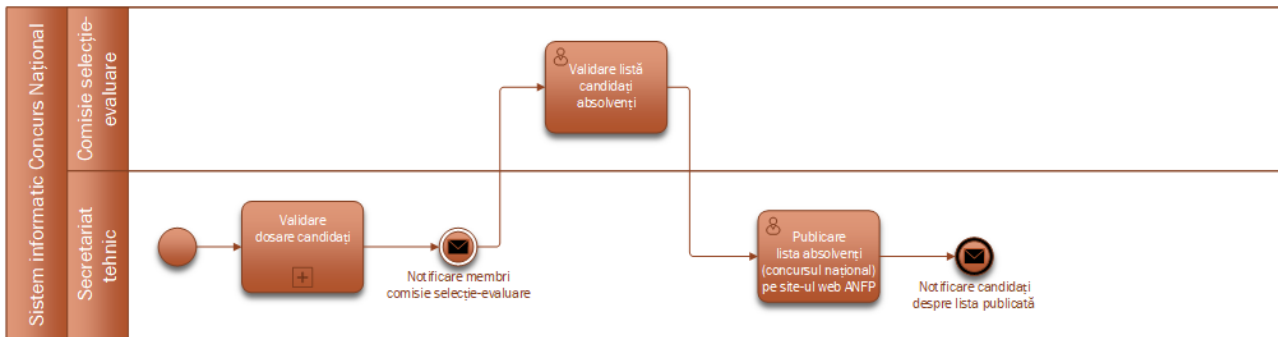 Sistem informatic Concurs Național
Comisie selecție-
evaluare
Secretariat
tehnic
Validare listă
candidați
absolvenți
Validare
dosare candidați
Notificare membri
comisie selecție-evaluare
Publicare
lista absolvenți
(concursul național)
pe site-ul web ANFP
Notificare candidați
despre lista publicată